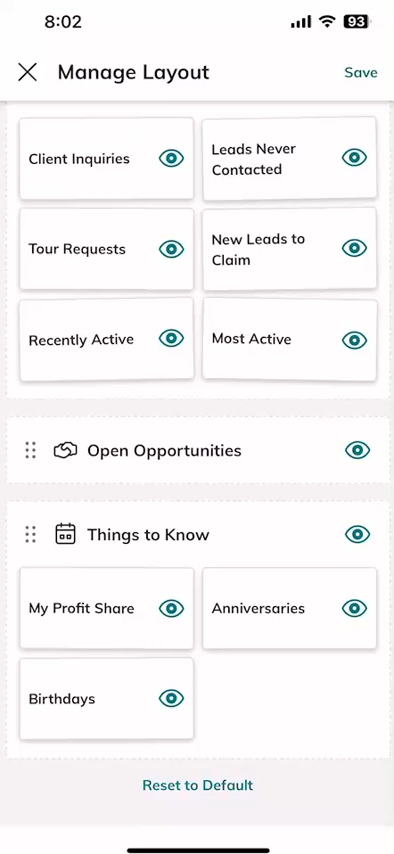 8:02
93
Manage Layout
Save
Client Inquiries
Leads Never
Contacted
Tour Requests
New Leads to
Claim
Recently Active
Most Active
Open Opportunities
Things to Know
My Profit Share
Anniversaries
Birthdays
Reset to Default